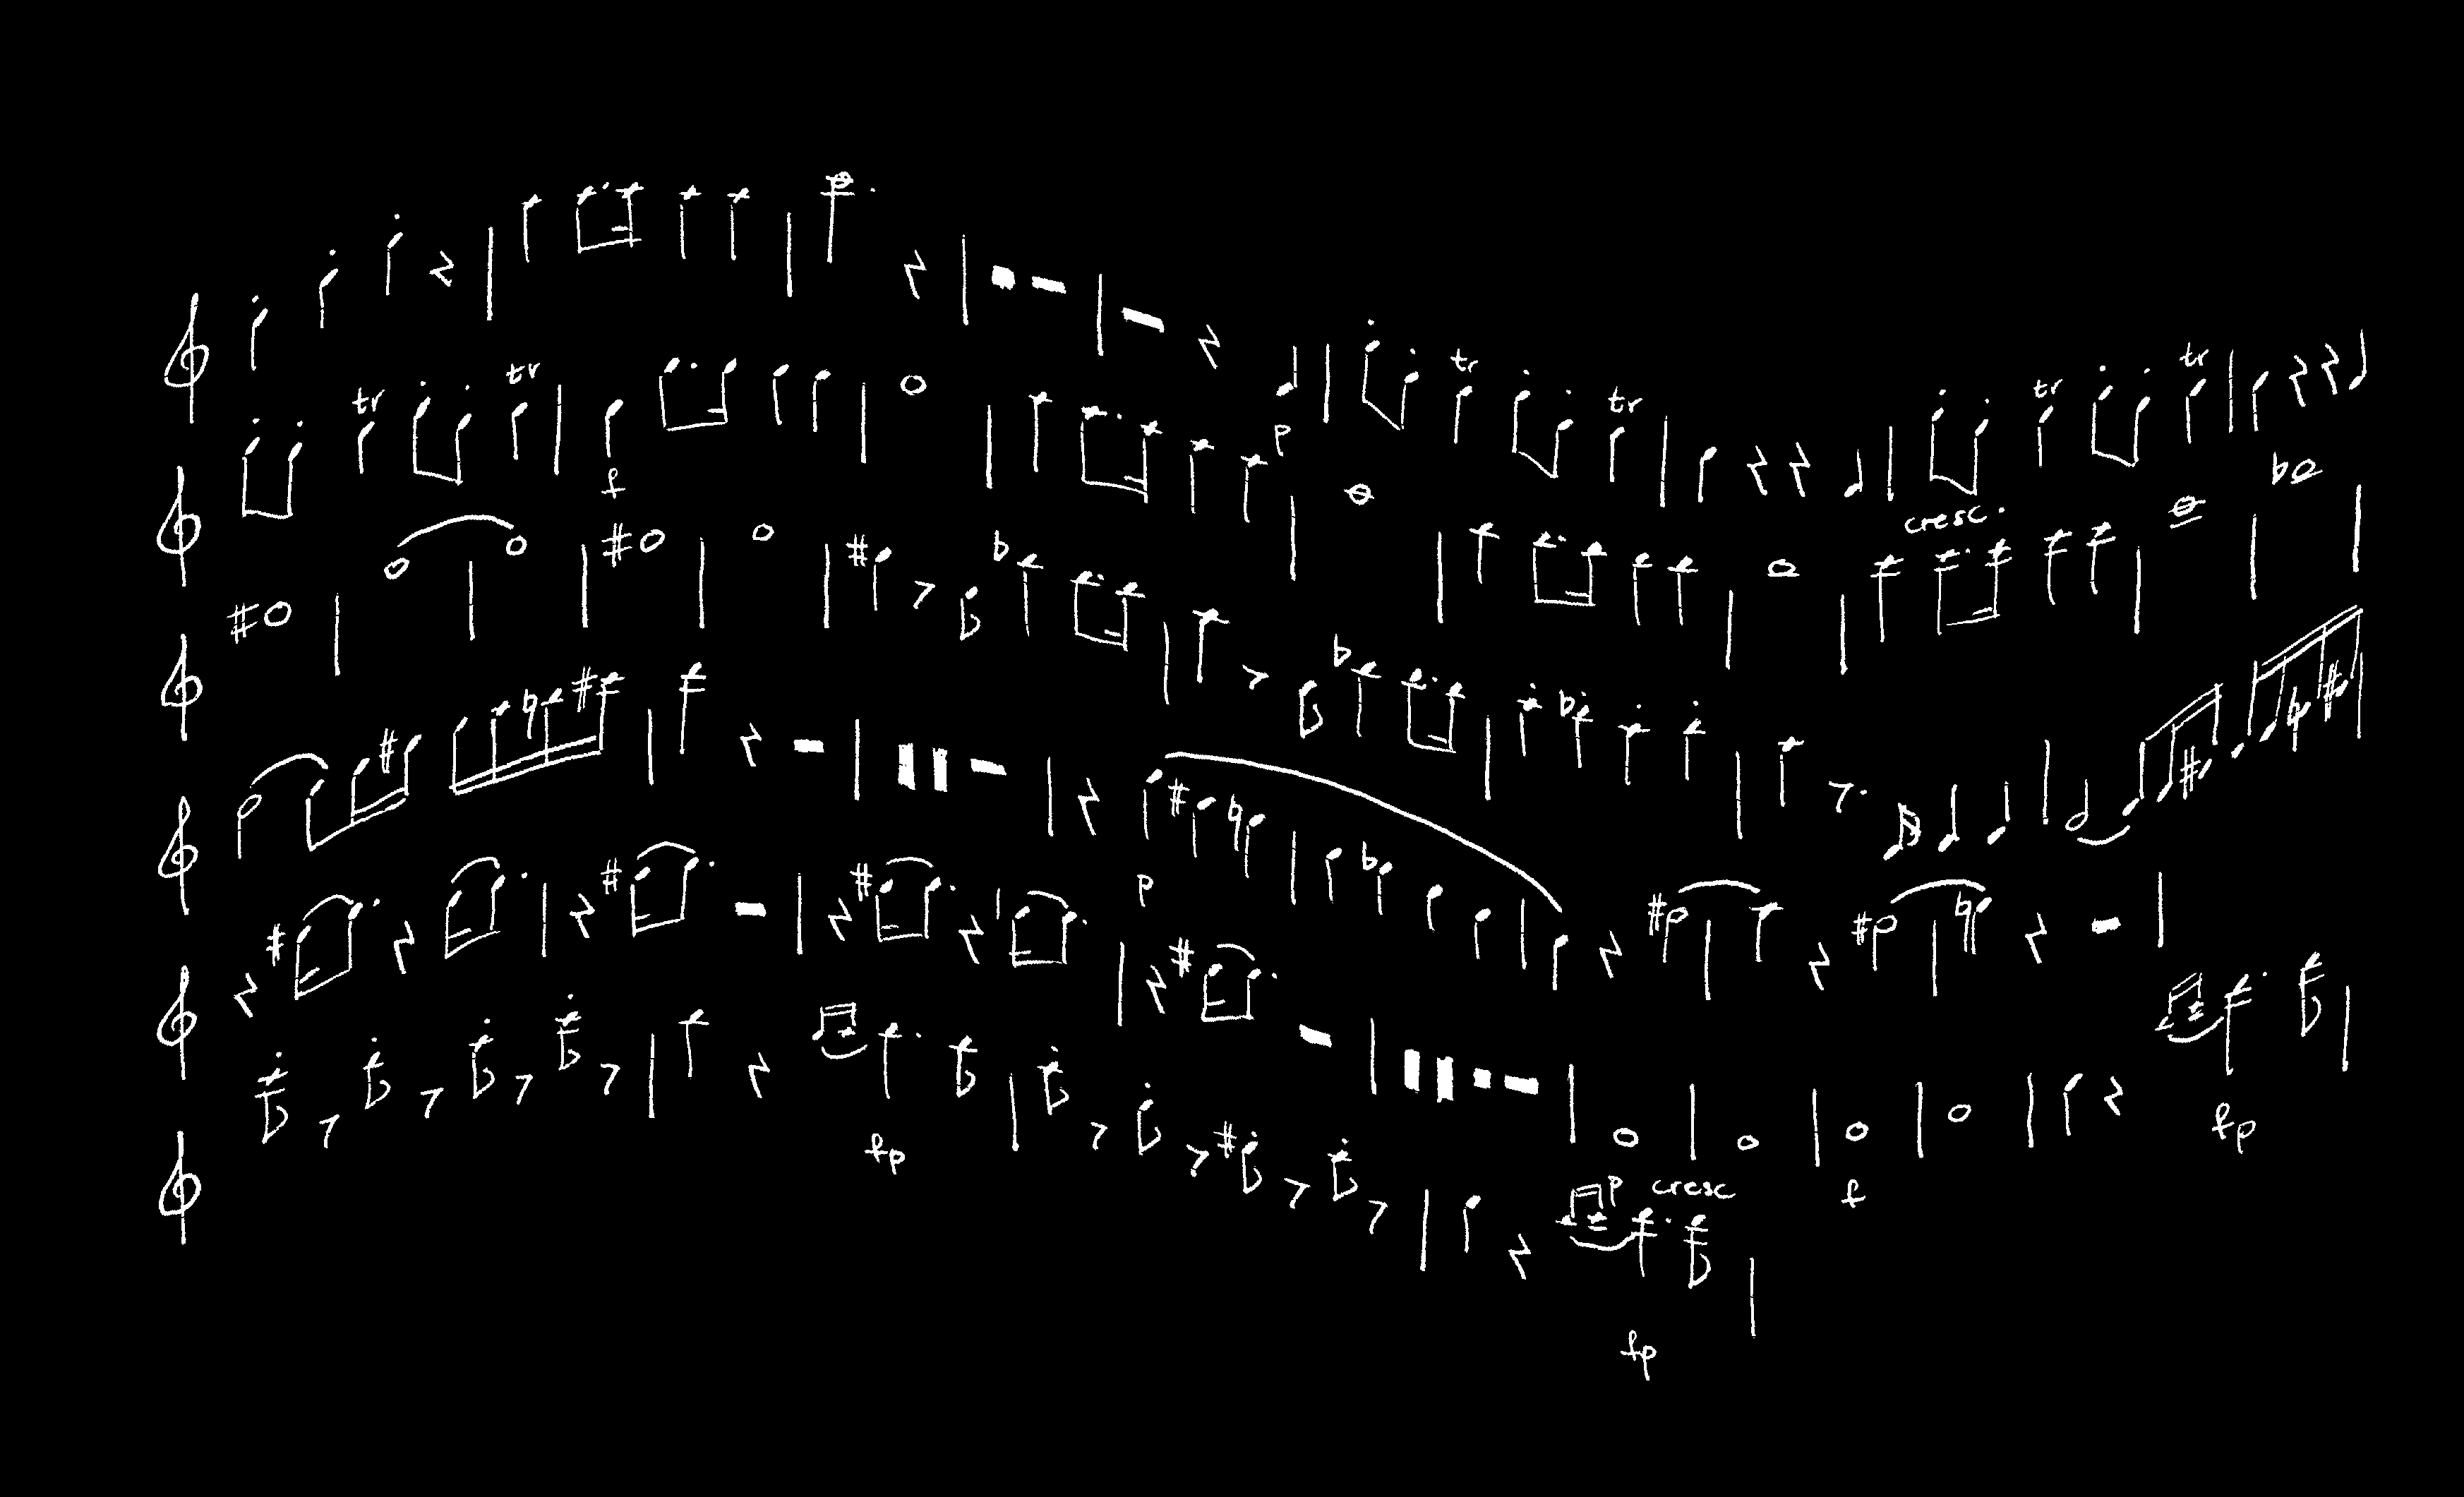 tr tr tr tr
tr tr p
f
cresc.
p
fp fp
p cresc f
fp